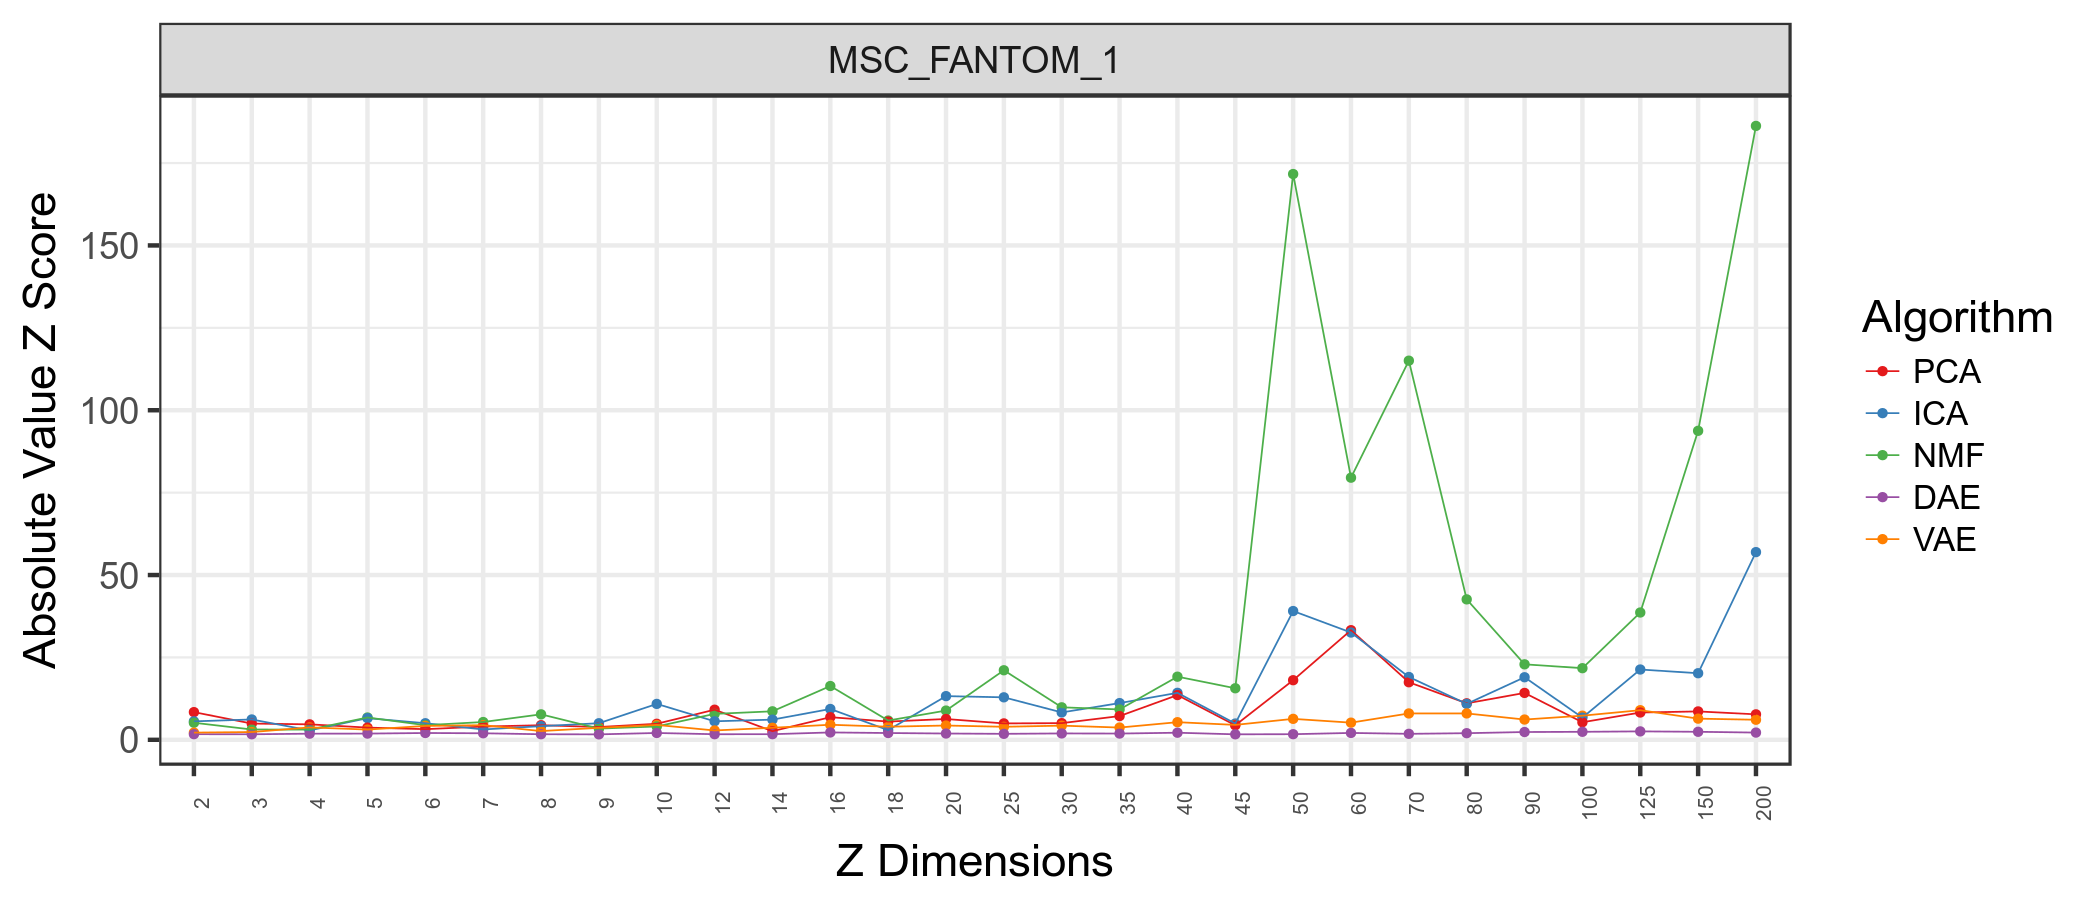 MSC_FANTOM_1
Absolute Value Z Score
150
100
50
0
2 3 4 5 6 7 8 9 10 12 14 16 18 20 25 30 35 40 45 50 60 70 80 90 100 125 150 200
Z Dimensions
Algorithm
PCA
ICA
NMF
DAE
VAE